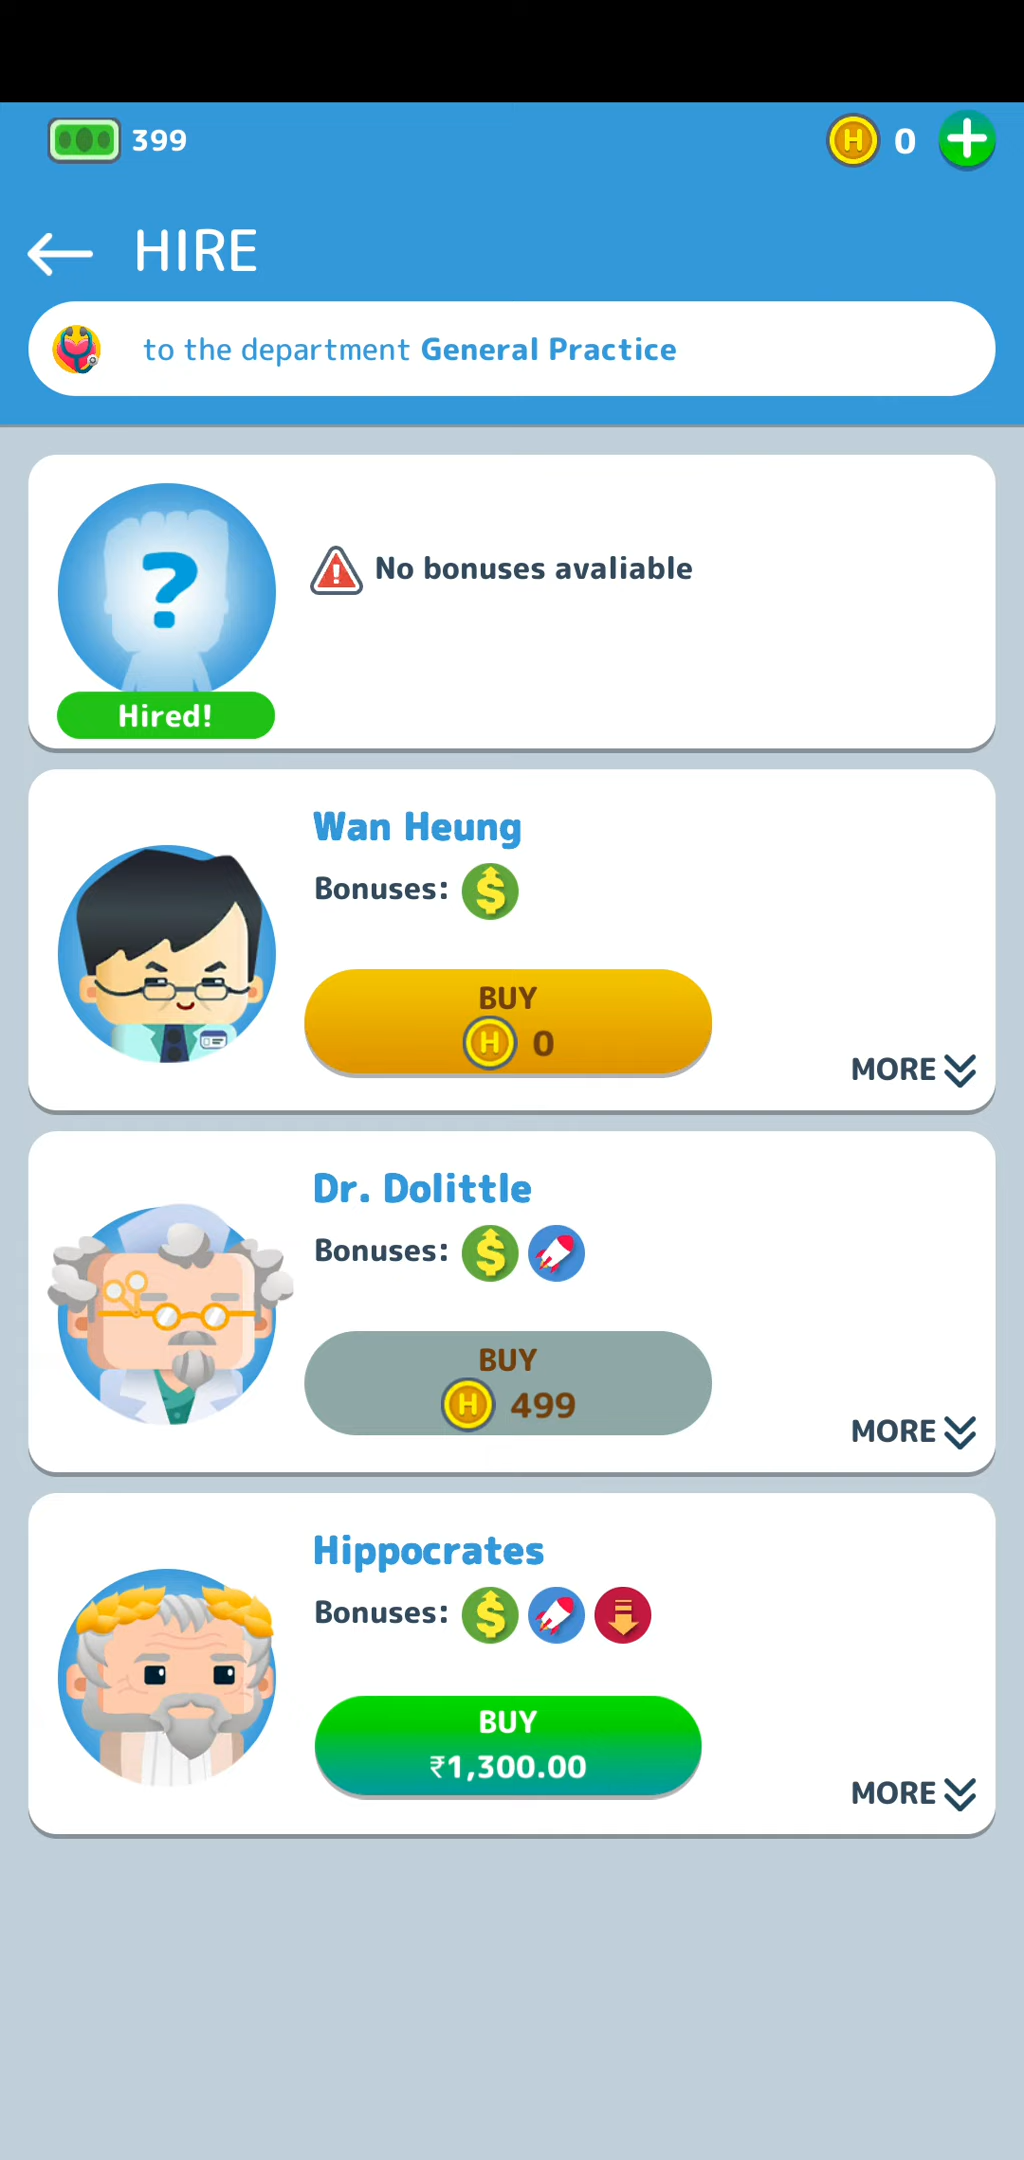 399
H 0
HIRE
to the department General Practice
?
No bonuses avaliable
Hired!
Wan Heung
Bonuses: $
BUY
H 0
MORE
Dr. Dolittle
Bonuses: $
BUY
H 499
MORE
Hippocrates
Bonuses: $
BUY
₹1,300.00
MORE